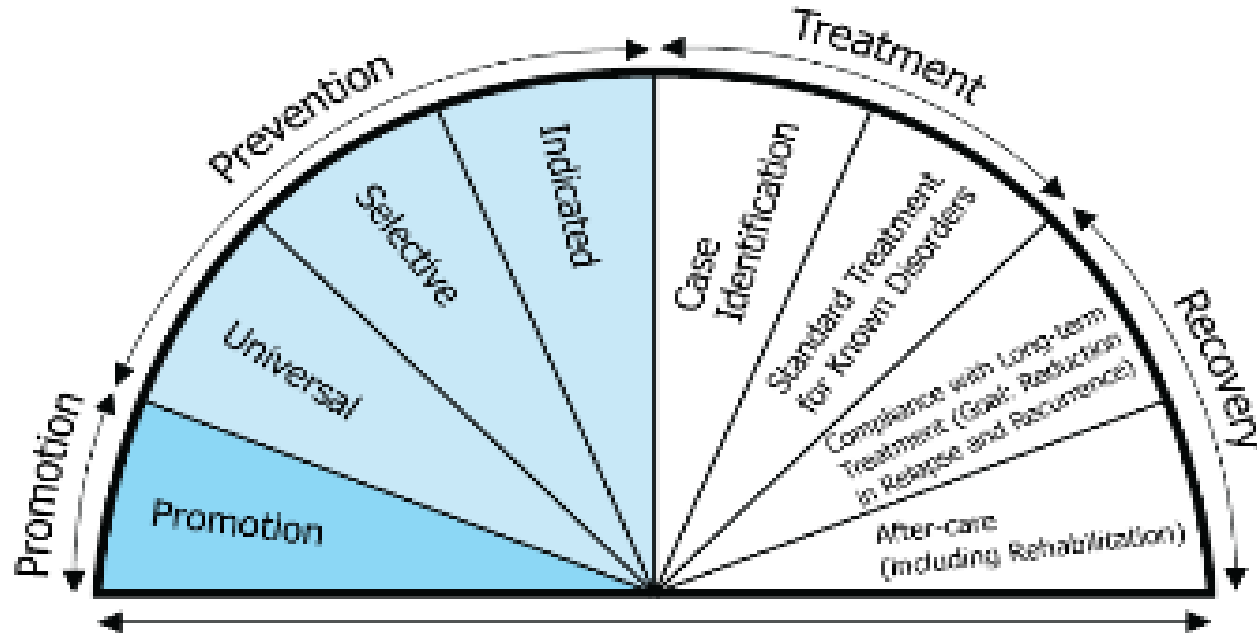 Promotion
Prevention
Treatment
Recovery
Promotion
Universal
Selective
Indicated
Case
Identification
Standard Treatment
for Known Disorders
Compliance with Long-term
Treatment (Goal: Reduction
in Relapse and Recurrence)
After-care
(Including Rehabilitation)